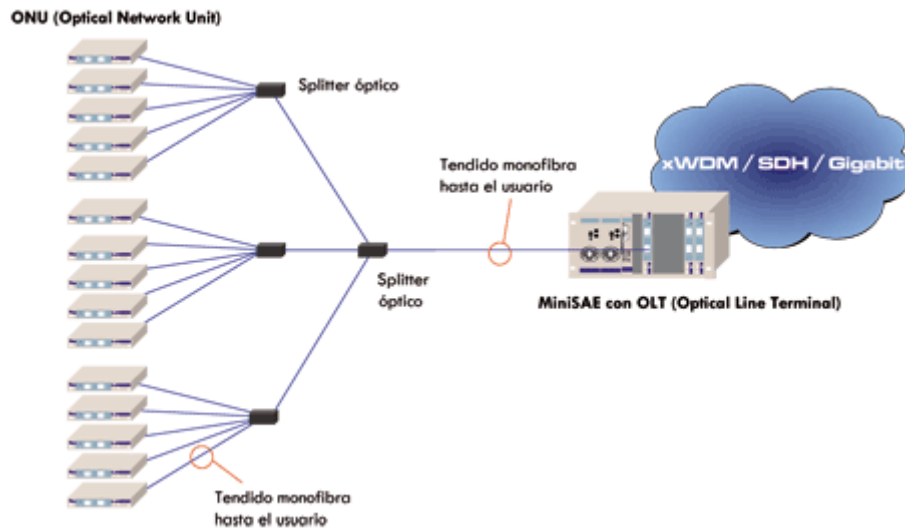 ONU (Optical Network Unit)
Splitter óptico
xWDM / SDH / Gigabit
Tendido monofibra
hasta el usuario
Splitter
óptico
MiniSAE con OLT (Optical Line Terminal)
Tendido monofibra
hasta el usuario